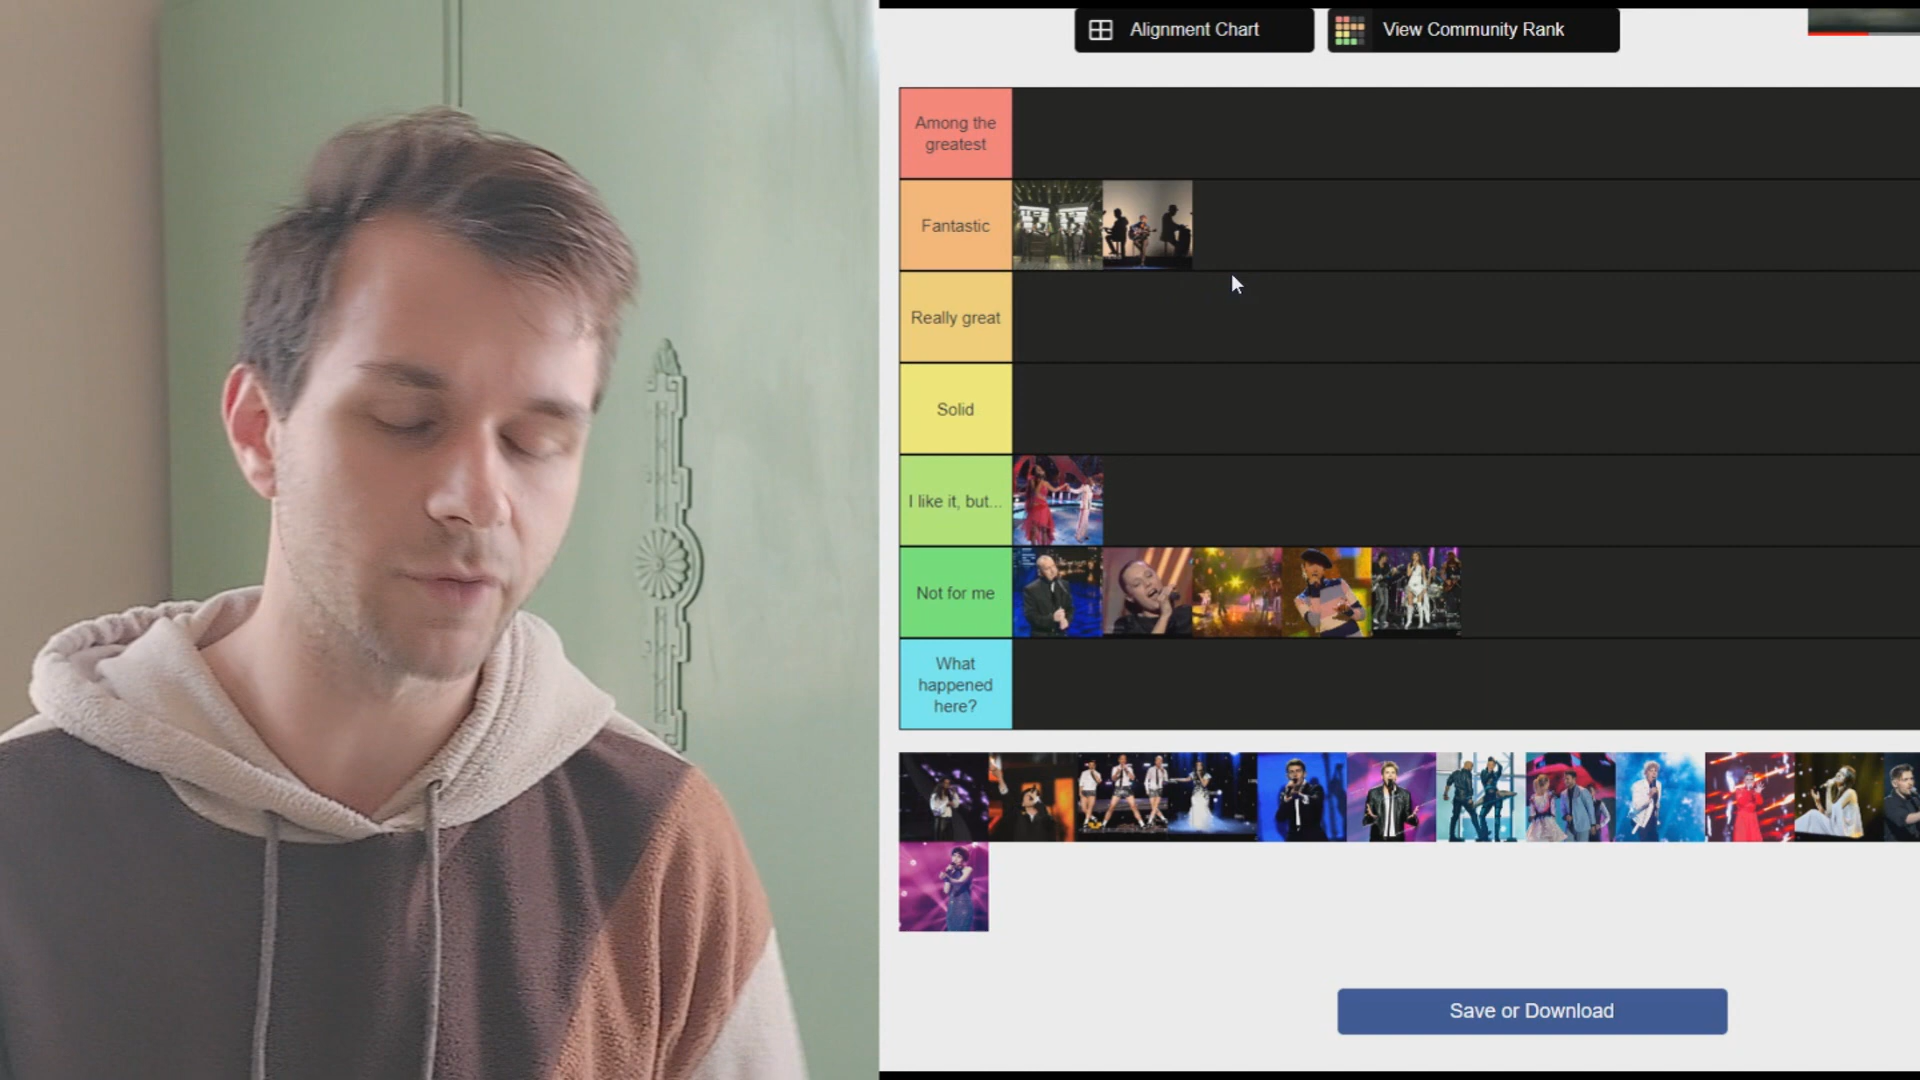 Alignment Chart
View Community Rank
Among the
greatest
Fantastic
Really great
Solid
I like it, but...
Not for me
What
happened
here?
Save or Download